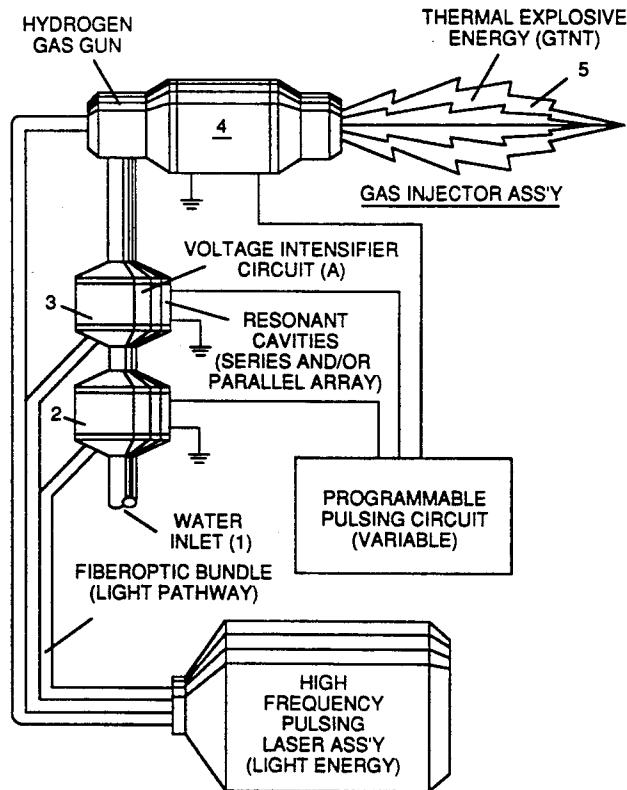 HYDROGEN
GAS GUN
THERMAL EXPLOSIVE
ENERGY (GTNT)
5
4
GAS INJECTOR ASS'Y
VOLTAGE INTENSIFIER
CIRCUIT (A)
3
RESONANT
CAVITIES
(SERIES AND/OR
PARALLEL ARRAY)
2
WATER
INLET (1)
PROGRAMMABLE
PULSING CIRCUIT
(VARIABLE)
FIBEROPTIC BUNDLE
(LIGHT PATHWAY)
HIGH
FREQUENCY
PULSING
LASER ASS'Y
(LIGHT ENERGY)